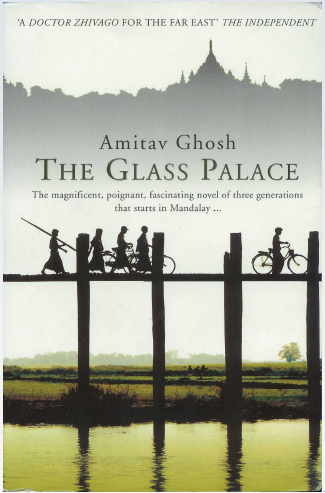 'A DOCTOR ZHIVAGO FOR THE FAR EAST' THE INDEPENDENT
Amitav Ghosh
THE GLASS PALACE
The magnificent, poignant, fascinating novel of three generations
that starts in Mandalay ...